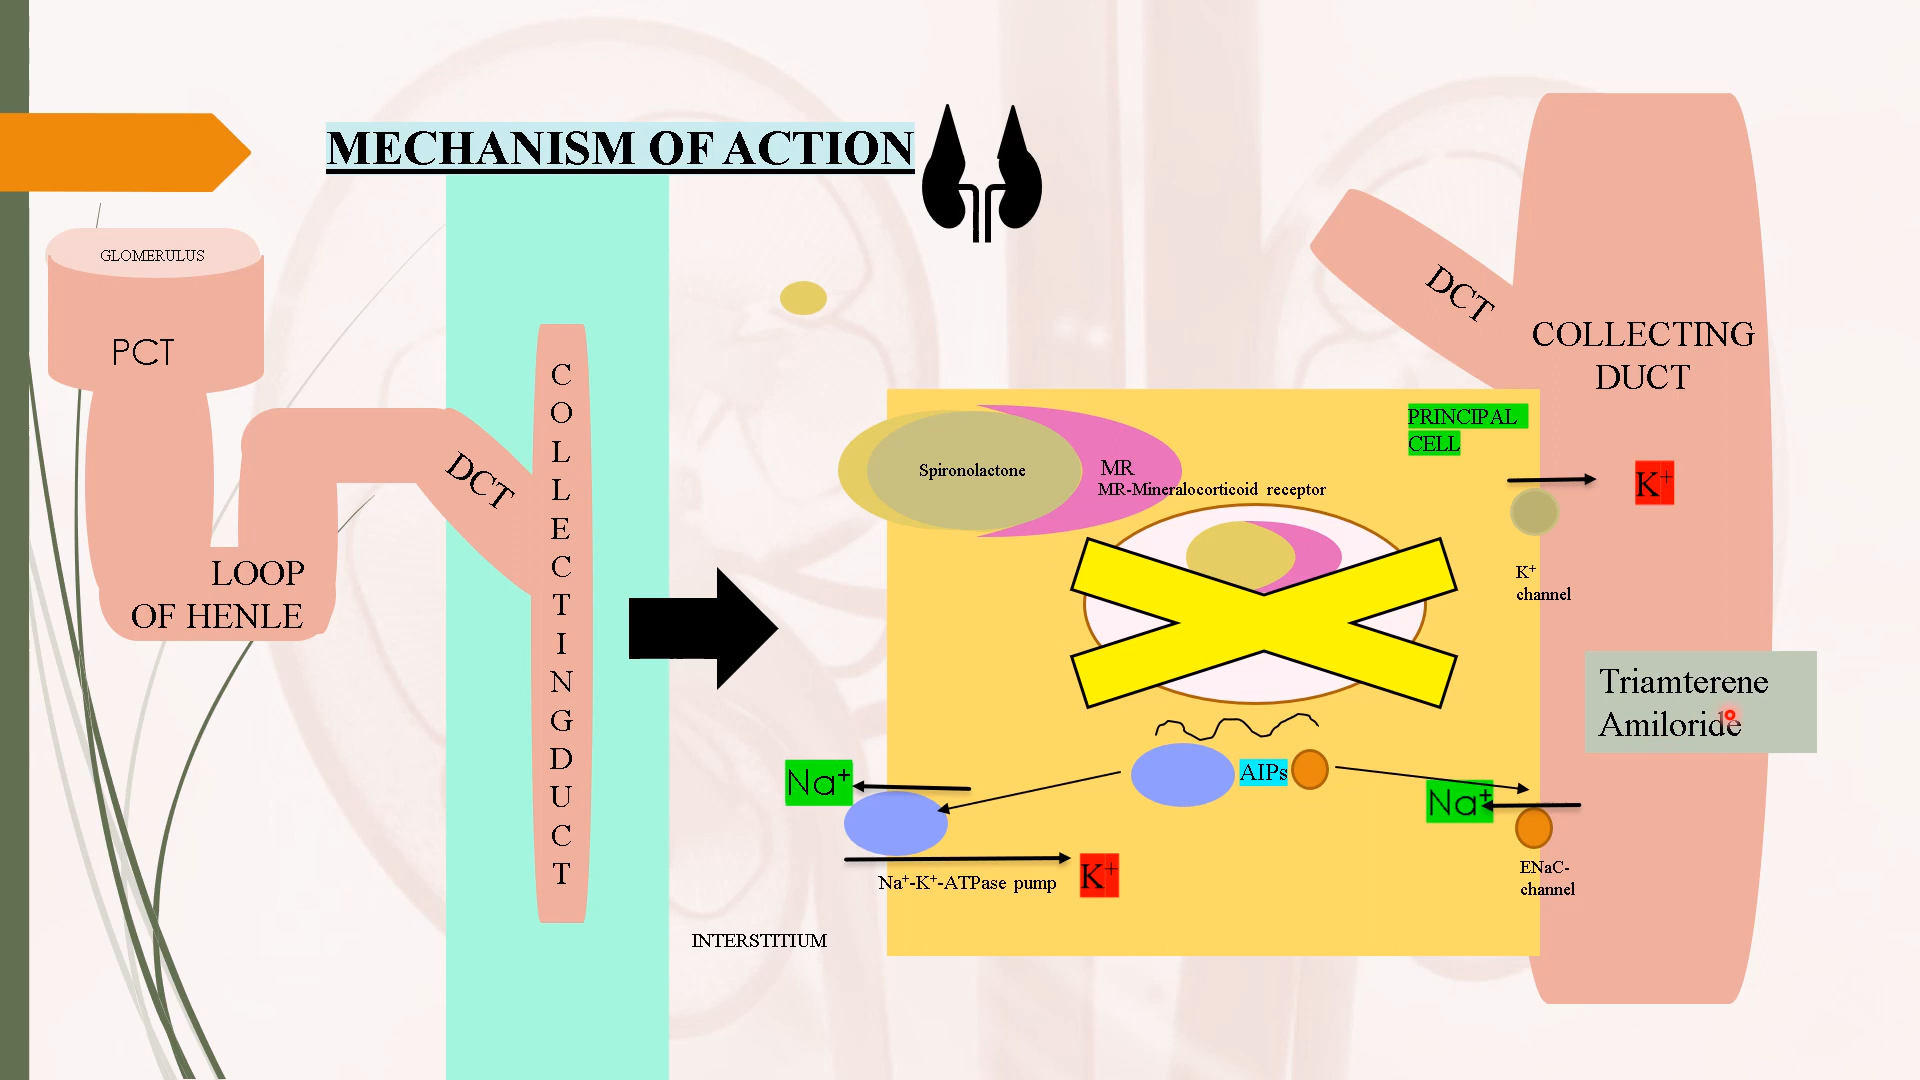 MECHANISM OF ACTION
GLOMERULUS
PCT
LOOP
OF HENLE
DCT
COLLECTINGDUCT
INTERSTITIUM
Spironolactone
MR
MR-Mineralocorticoid receptor
PRINCIPAL
CELL
K⁺
K⁺
channel
DCT
COLLECTING
DUCT
Triamterene
Amiloride
AIPs
Na⁺
Na⁺
ENaC-
channel
Na⁺-K⁺-ATPase pump
K⁺